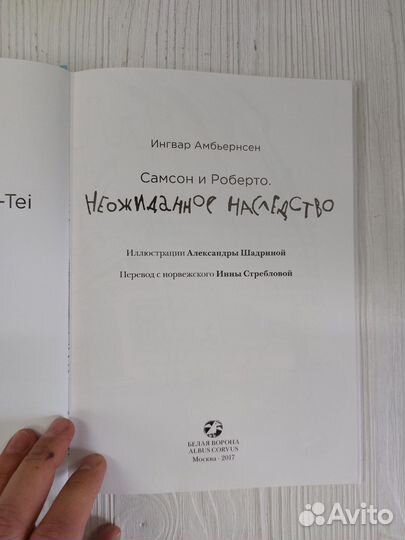 -Tei
Ингвар Амбьернсен
Самсон и Роберто.
НЕОЖИДАННОЕ НАСЛЕДСТВО
Иллюстрации Александры Шадриной
Перевод с норвежского Инны Стребловой
БЕЛАЯ ВОРОНА
ALBUS CORVUS
Москва · 2017
Avito